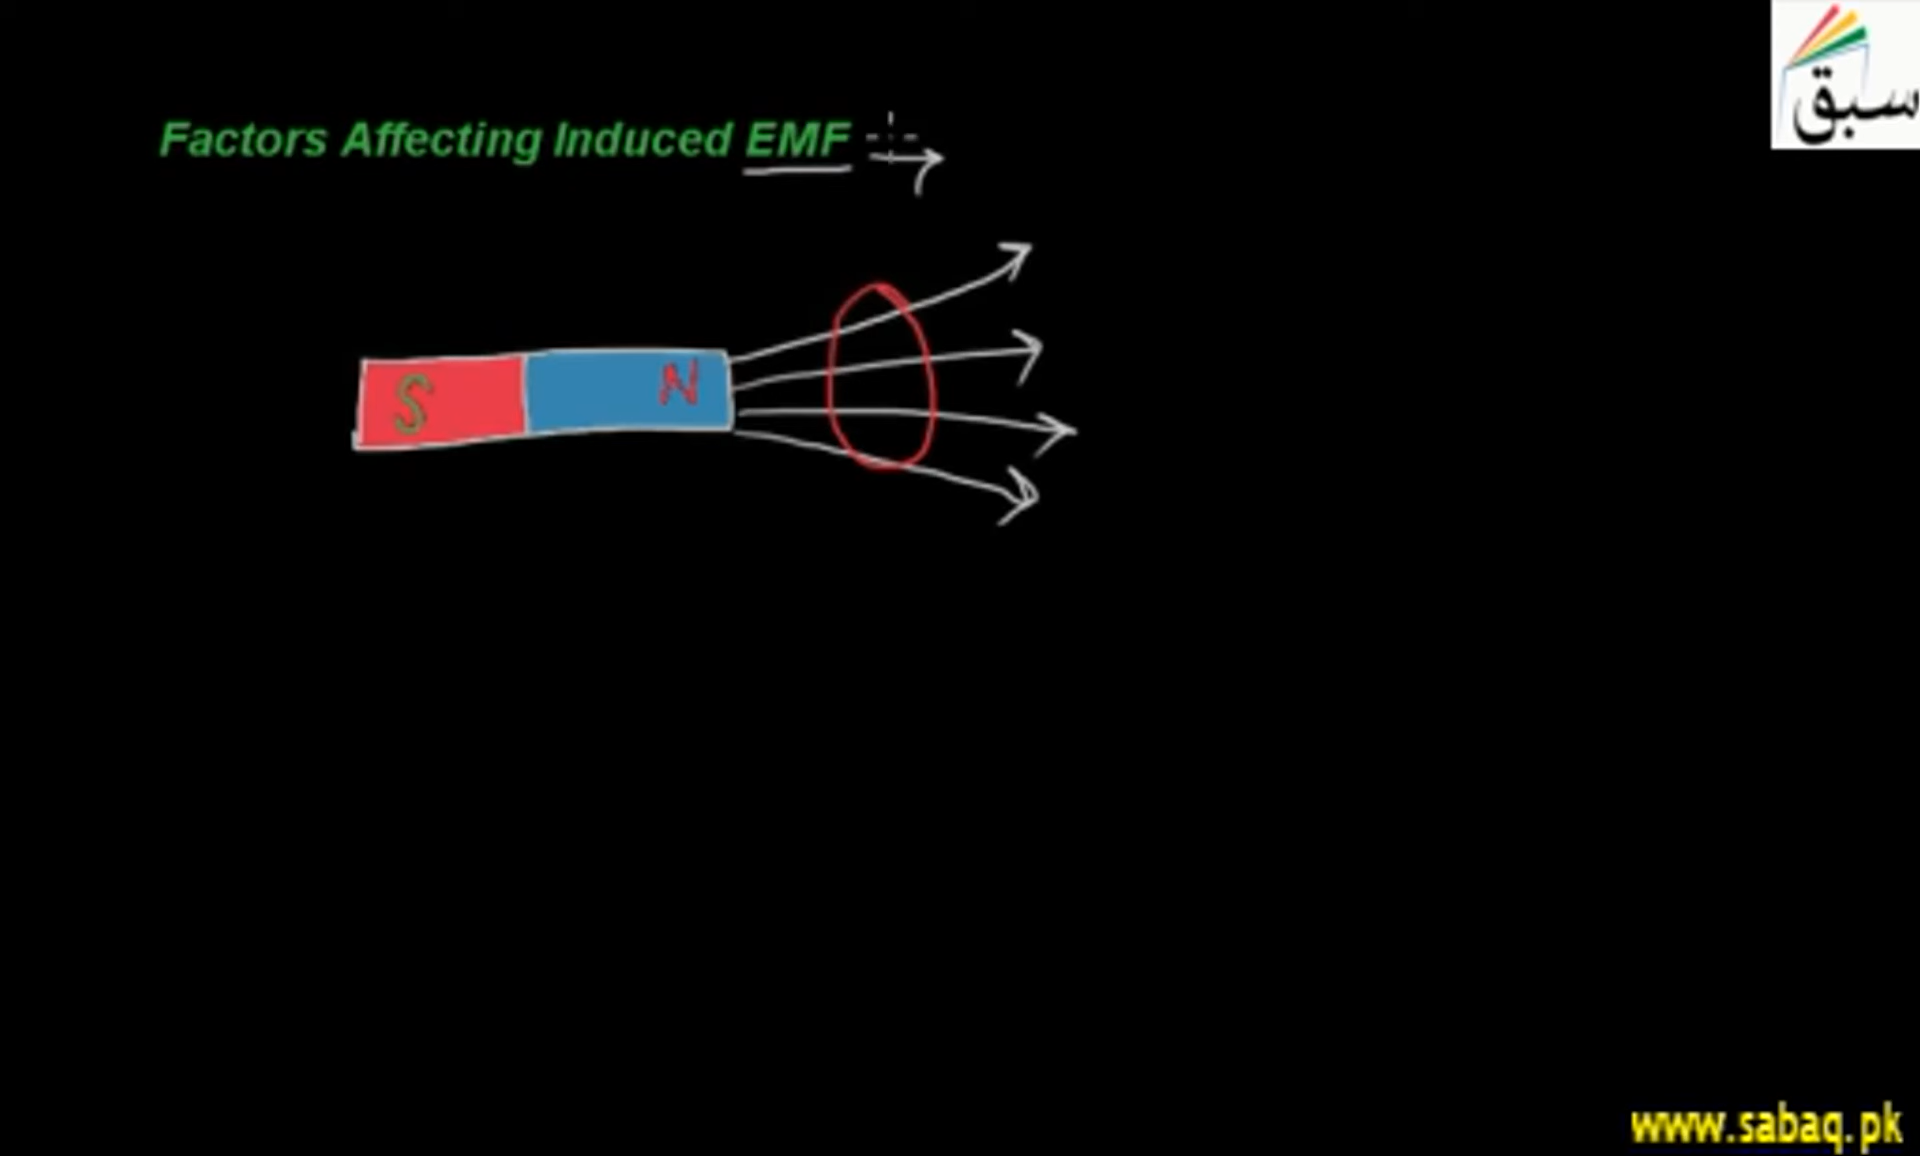 سبق
Factors Affecting Induced EMF
S
N
www.sabaq.pk